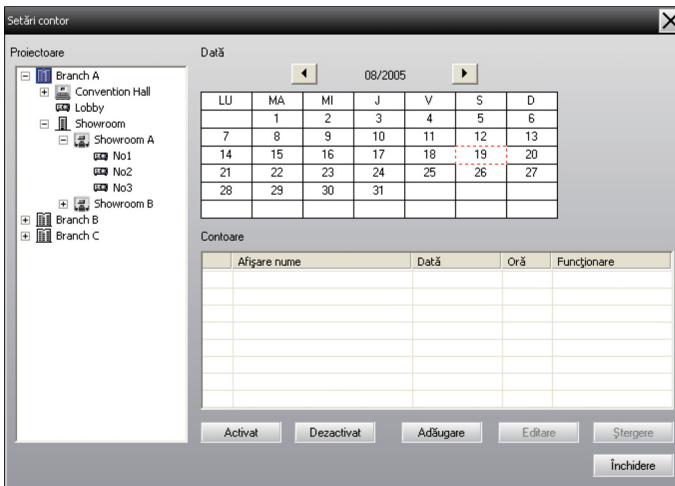 Setări contor
Proiectoare
Branch A
Convention Hall
Lobby
Showroom
Showroom A
No1
No2
No3
Showroom B
Branch B
Branch C
Dată
08/2005
LU MA MI J V S D
1 2 3 4 5 6
7 8 9 10 11 12 13
14 15 16 17 18 19 20
21 22 23 24 25 26 27
28 29 30 31
Contoare
Afişare nume Dată Oră Funcţionare
Activat Dezactivat Adăugare Editare Ştergere
Închidere